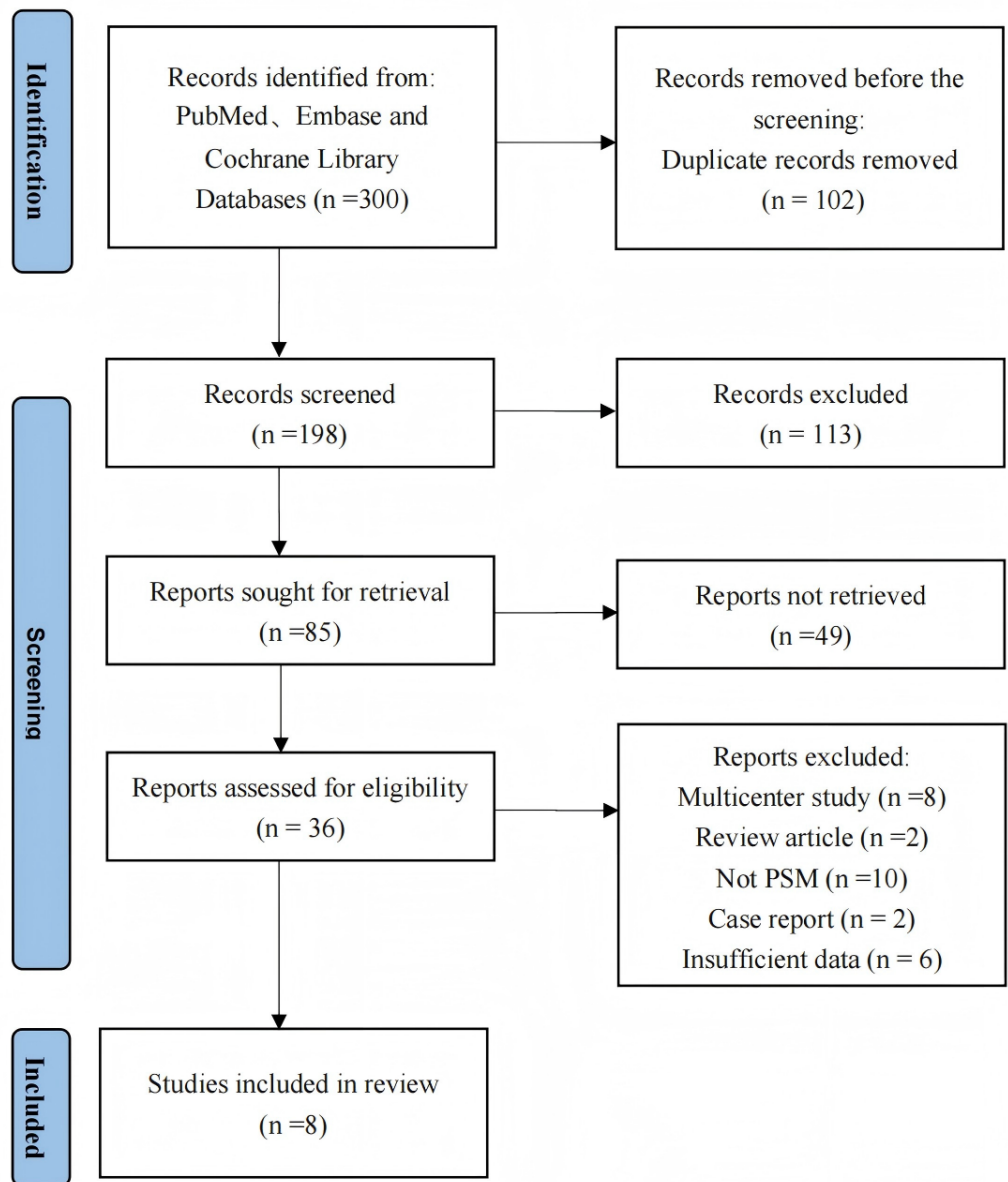 Identification
Records identified from:
PubMed、Embase and
Cochrane Library
Databases (n =300)
Records removed before the
screening:
Duplicate records removed
(n = 102)
Screening
Records screened
(n =198)
Records excluded
(n = 113)
Reports sought for retrieval
(n =85)
Reports not retrieved
(n =49)
Reports assessed for eligibility
(n = 36)
Reports excluded:
Multicenter study (n =8)
Review article (n =2)
Not PSM (n =10)
Case report (n = 2)
Insufficient data (n = 6)
Included
Studies included in review
(n =8)